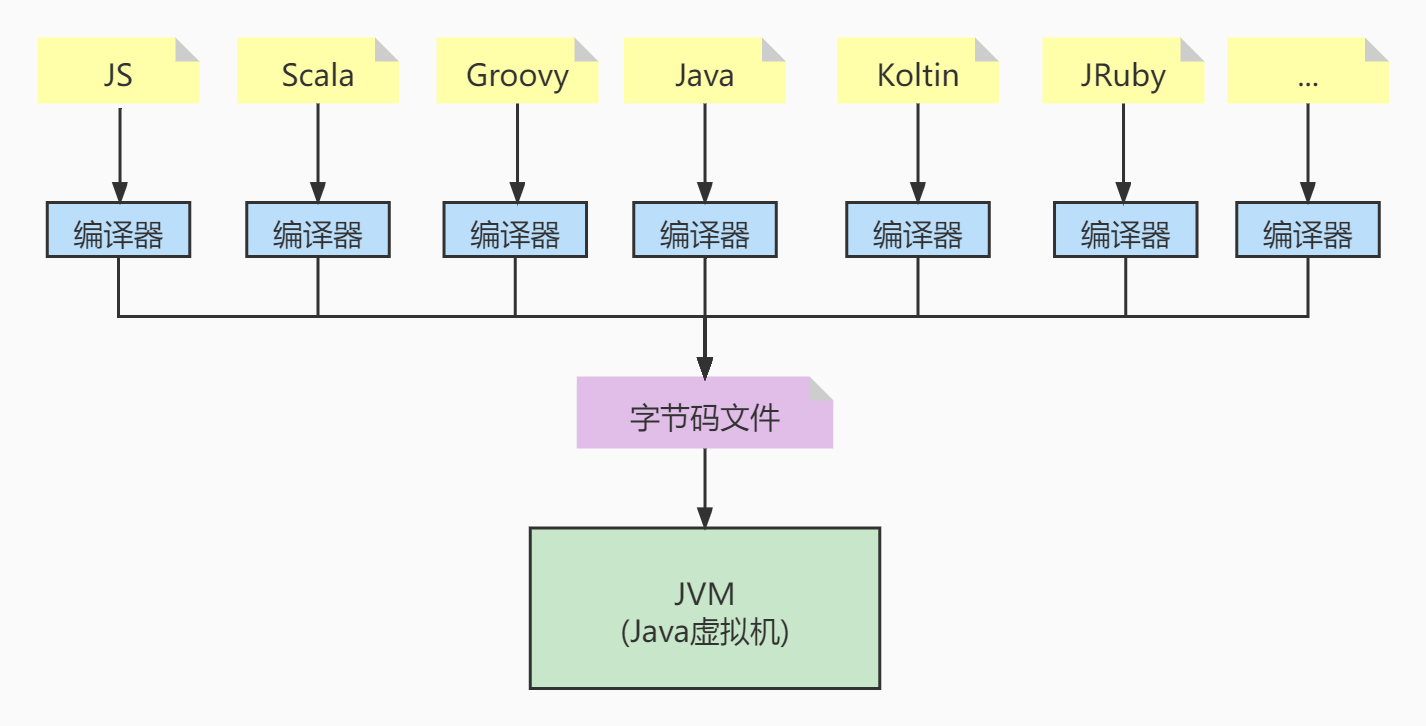 JS
Scala
Groovy
Java
Koltin
JRuby
...
编译器
编译器
编译器
编译器
编译器
编译器
编译器
字节码文件
JVM
(Java虚拟机)